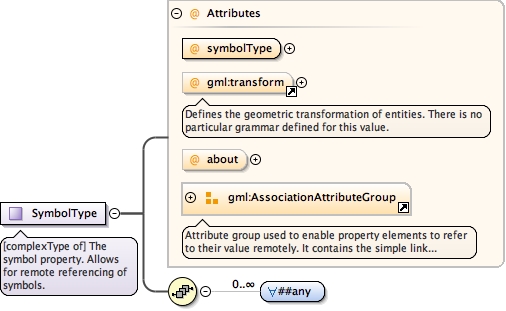 @ Attributes
@ symbolType
@ gml:transform
Defines the geometric transformation of entities. There is no
particular grammar defined for this value.
@ about
gml:AssociationAttributeGroup
Attribute group used to enable property elements to refer
to their value remotely. It contains the simple link...
SymbolType
[complexType of] The
symbol property. Allows
for remote referencing of
symbols.
0..∞
∀##any